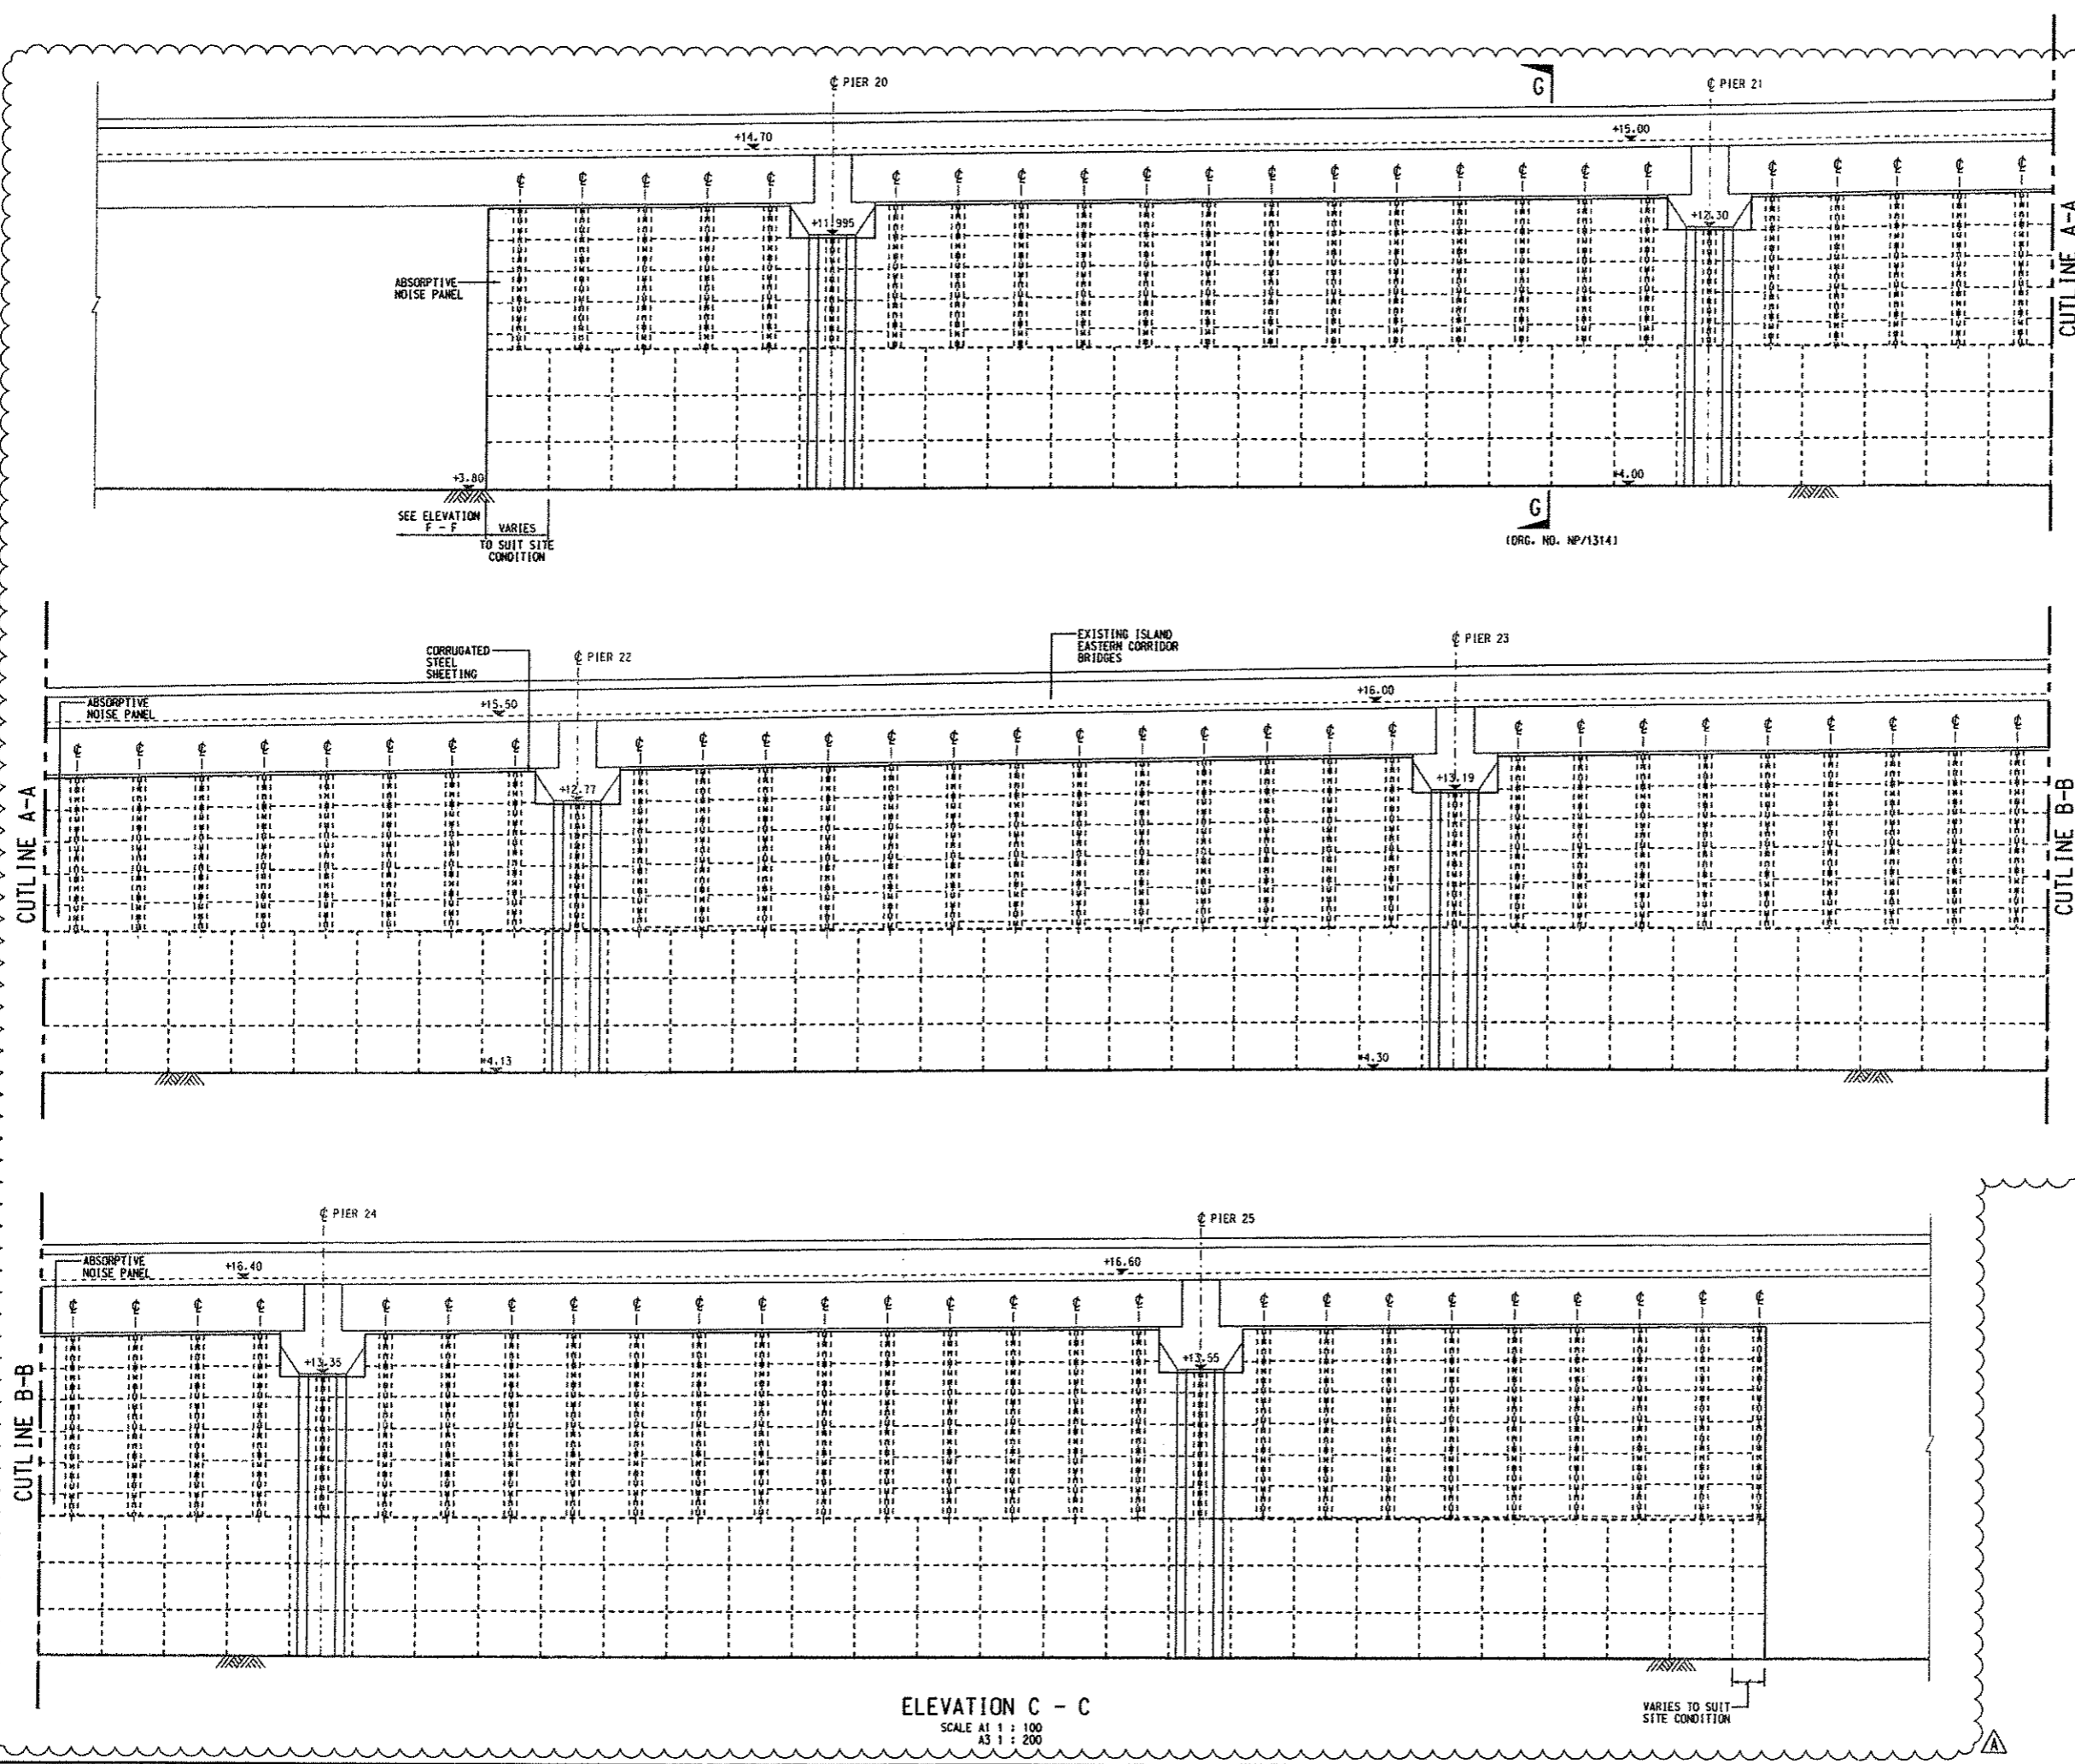 ℄ PIER 20
G
℄ PIER 21
+14.70
+15.00
℄ ℄ ℄ ℄ ℄ ℄ ℄ ℄ ℄ ℄ ℄ ℄ ℄ ℄ ℄ ℄ ℄ ℄ ℄ ℄ ℄ ℄ ℄
+11.995
+12.30
ABSORPTIVE
NOISE PANEL
CUTLINE A-A
+3.80
+4.00
SEE ELEVATION
F - F
VARIES
TO SUIT SITE
CONDITION
G
(DRG. NO. NP/1314)
CORRUGATED
STEEL
SHEETING
℄ PIER 22
EXISTING ISLAND
EASTERN CORRIDOR
BRIDGES
℄ PIER 23
ABSORPTIVE
NOISE PANEL
+15.50
+16.00
℄ ℄ ℄ ℄ ℄ ℄ ℄ ℄ ℄ ℄ ℄ ℄ ℄ ℄ ℄ ℄ ℄ ℄ ℄ ℄ ℄ ℄ ℄ ℄ ℄ ℄ ℄ ℄ ℄ ℄
+12.77
+13.19
CUTLINE A-A
CUTLINE B-B
+4.13
+4.30
℄ PIER 24
℄ PIER 25
ABSORPTIVE
NOISE PANEL
+16.40
+16.60
℄ ℄ ℄ ℄ ℄ ℄ ℄ ℄ ℄ ℄ ℄ ℄ ℄ ℄ ℄ ℄ ℄ ℄ ℄ ℄ ℄ ℄ ℄ ℄ ℄ ℄
+13.35
+13.55
CUTLINE B-B
ELEVATION C - C
SCALE A1 1 : 100
A3 1 : 200
VARIES TO SUIT
SITE CONDITION
A